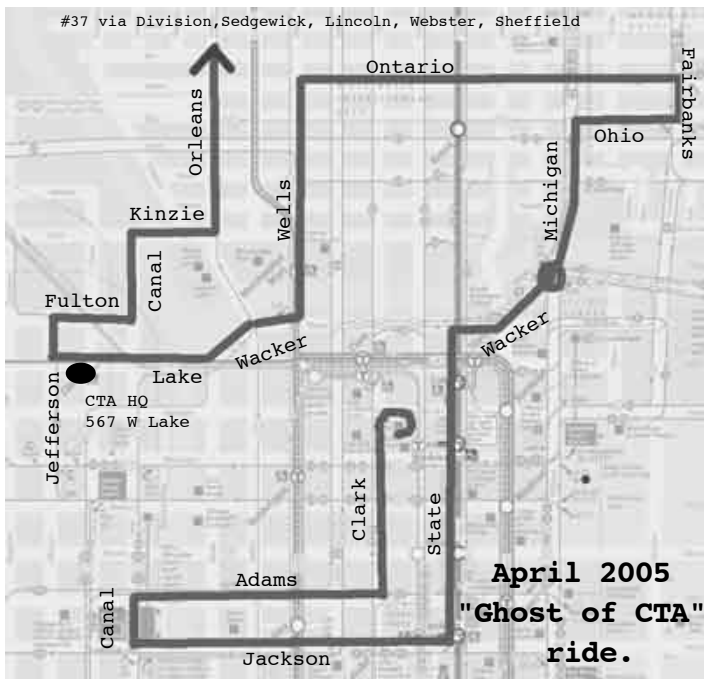 #37 via Division,Sedgewick, Lincoln, Webster, Sheffield
Ontario
Fairbanks
Orleans
Ohio
Michigan
Kinzie
Wells
Canal
Fulton
Wacker
Wacker
Lake
Jefferson
CTA HQ
567 W Lake
Clark
State
Adams
Canal
Jackson
April 2005
"Ghost of CTA"
ride.